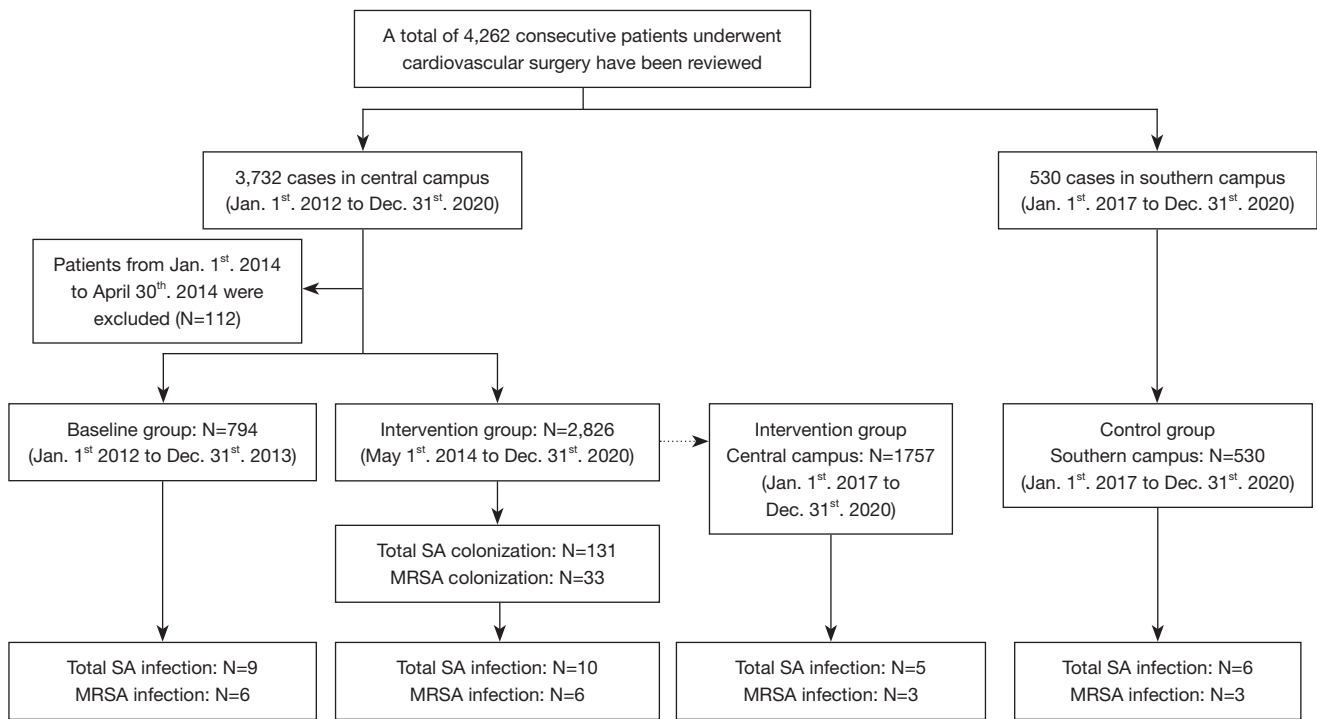 A total of 4,262 consecutive patients underwent
cardiovascular surgery have been reviewed
3,732 cases in central campus
(Jan. 1st. 2012 to Dec. 31st. 2020)
530 cases in southern campus
(Jan. 1st. 2017 to Dec. 31st. 2020)
Patients from Jan. 1st. 2014
to April 30th. 2014 were
excluded (N=112)
Baseline group: N=794
(Jan. 1st 2012 to Dec. 31st. 2013)
Intervention group: N=2,826
(May 1st. 2014 to Dec. 31st. 2020)
Intervention group
Central campus: N=1757
(Jan. 1st. 2017 to
Dec. 31st. 2020)
Control group
Southern campus: N=530
(Jan. 1st. 2017 to Dec. 31st. 2020)
Total SA colonization: N=131
MRSA colonization: N=33
Total SA infection: N=9
MRSA infection: N=6
Total SA infection: N=10
MRSA infection: N=6
Total SA infection: N=5
MRSA infection: N=3
Total SA infection: N=6
MRSA infection: N=3